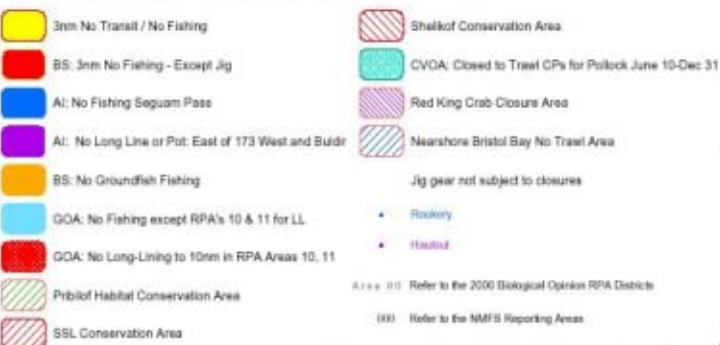 3nm No Transit / No Fishing
BS: 3nm No Fishing - Except Jig
AI: No Fishing Seguam Pass
AI: No Long Line or Pot: East of 173 West and Buldir
BS: No Groundfish Fishing
GOA: No Fishing except RPA's 10 & 11 for LL
GOA: No Long-Lining to 10nm in RPA Areas 10, 11
Pribilof Habitat Conservation Area
SSL Conservation Area
Shelikof Conservation Area
CVOA: Closed to Trawl CPs for Pollock June 10-Dec 31
Red King Crab Closure Area
Nearshore Bristol Bay No Trawl Area
Jig gear not subject to closures
Rookery
Haulout
Area 00 Refer to the 2000 Biological Opinion RPA Districts
000 Refer to the NMFS Reporting Areas